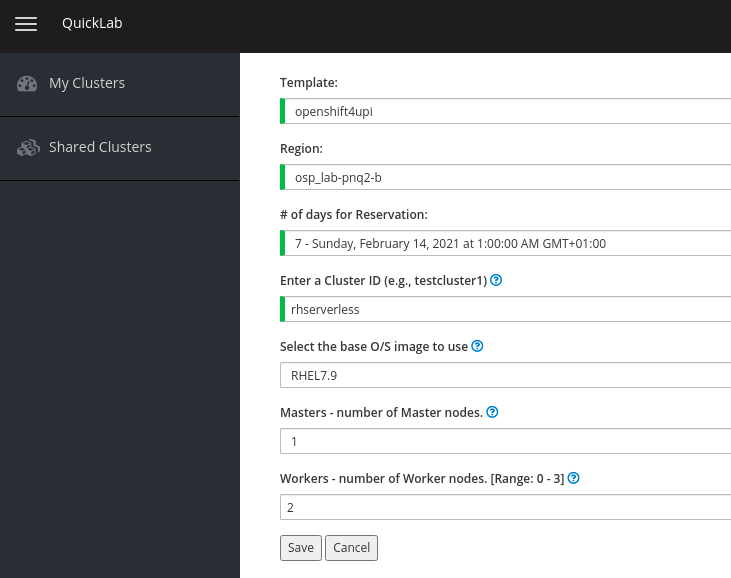 QuickLab
My Clusters
Shared Clusters
Template:
openshift4upi
Region:
osp_lab-pnq2-b
# of days for Reservation:
7 - Sunday, February 14, 2021 at 1:00:00 AM GMT+01:00
Enter a Cluster ID (e.g., testcluster1)
rhserverless
Select the base O/S image to use
RHEL7.9
Masters - number of Master nodes.
1
Workers - number of Worker nodes. [Range: 0 - 3]
2
Save Cancel